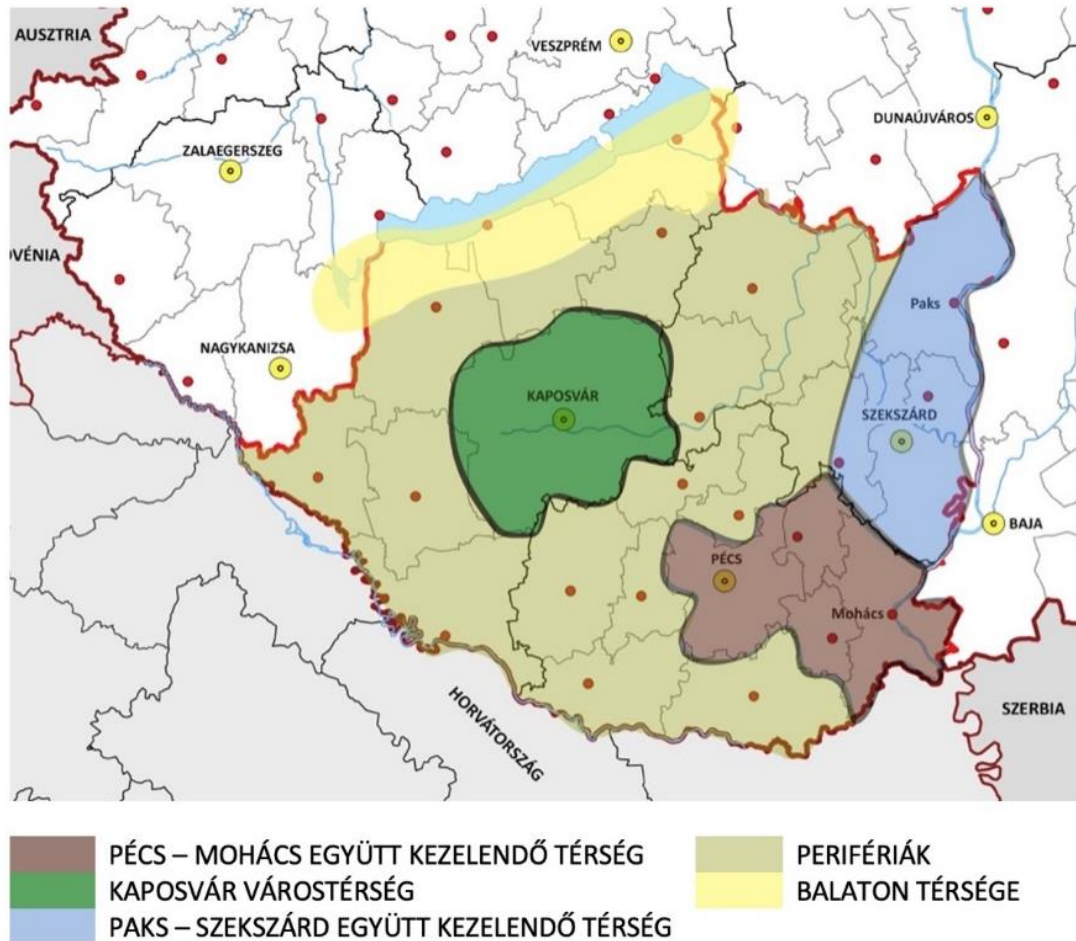 AUSZTRIA
VESZPRÉM
DUNAÚJVÁROS
ZALAEGERSZEG
OVÉNIA
Paks
NAGYKANIZSA
KAPOSVÁR
SZEKSZÁRD
BAJA
PÉCS
Mohács
HORVÁTORSZÁG
SZERBIA
PÉCS – MOHÁCS EGYÜTT KEZELENDŐ TÉRSÉG
KAPOSVÁR VÁROSTÉRSÉG
PAKS – SZEKSZÁRD EGYÜTT KEZELENDŐ TÉRSÉG
PERIFÉRIÁK
BALATON TÉRSÉGE